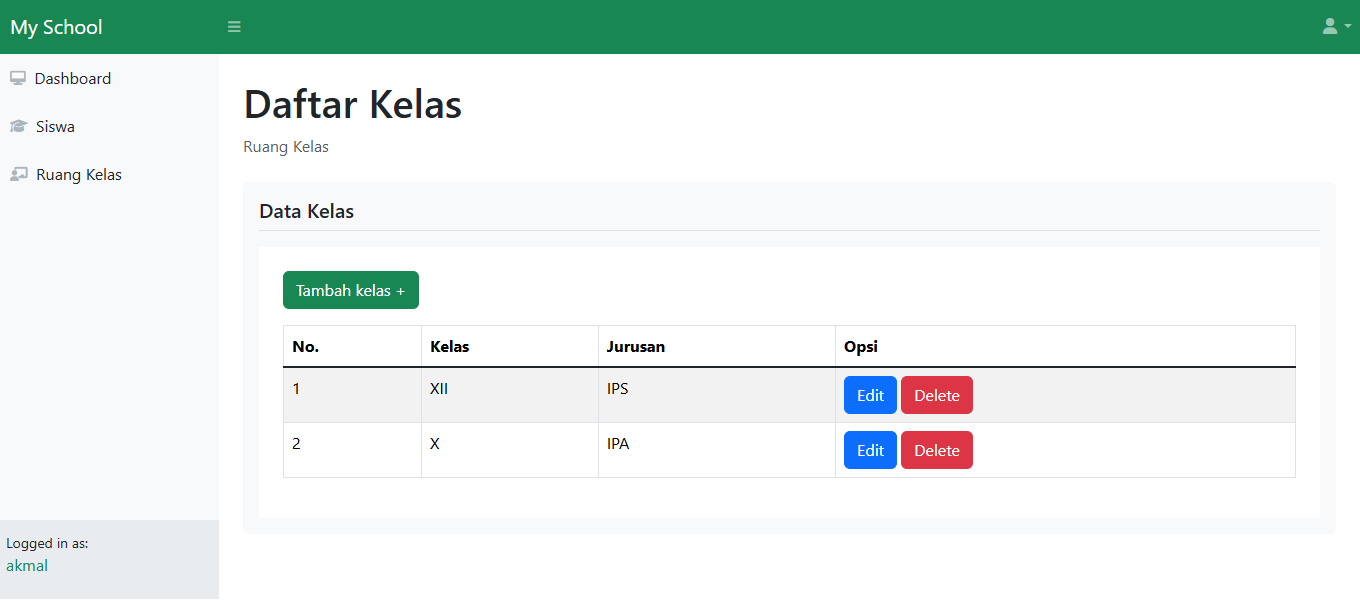 My School
Dashboard
Siswa
Ruang Kelas
Logged in as:
akmal
Daftar Kelas
Ruang Kelas
Data Kelas
Tambah kelas +
No. Kelas Jurusan Opsi
1 XII IPS Edit Delete
2 X IPA Edit Delete